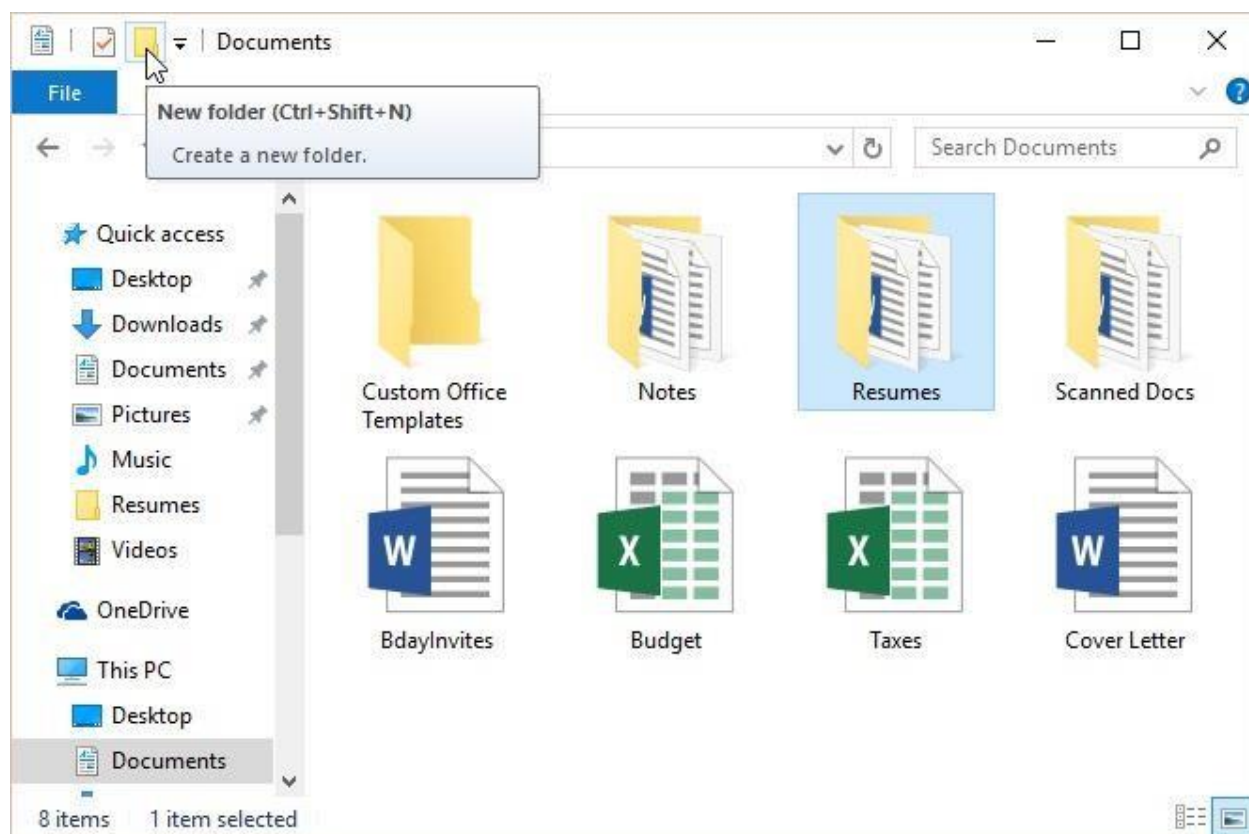 Documents
File
New folder (Ctrl+Shift+N)
Create a new folder.
Search Documents
Quick access
Desktop
Downloads
Documents
Pictures
Music
Resumes
Videos
OneDrive
This PC
Desktop
Documents
Custom Office
Templates
Notes
Resumes
Scanned Docs
W
BdayInvites
X
Budget
X
Taxes
W
Cover Letter
8 items 1 item selected